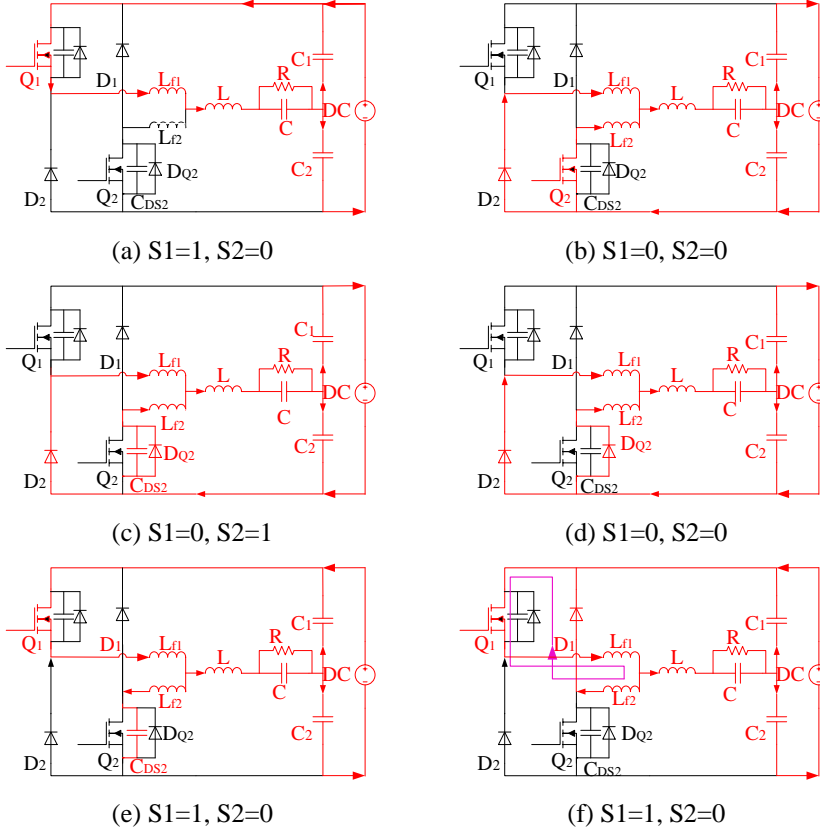 Q1 D1 Lf1 L R C C1 DC
Lf2 C2
D2 Q2 DQ2 CDS2
(a) S1=1, S2=0
Q1 D1 Lf1 L R C C1 DC
Lf2 C2
D2 Q2 DQ2 CDS2
(b) S1=0, S2=0
Q1 D1 Lf1 L R C C1 DC
Lf2 C2
D2 Q2 DQ2 CDS2
(c) S1=0, S2=1
Q1 D1 Lf1 L R C C1 DC
Lf2 C2
D2 Q2 DQ2 CDS2
(d) S1=0, S2=0
Q1 D1 Lf1 L R C C1 DC
Lf2 C2
D2 Q2 DQ2 CDS2
(e) S1=1, S2=0
Q1 D1 Lf1 L R C C1 DC
Lf2 C2
D2 Q2 DQ2 CDS2
(f) S1=1, S2=0